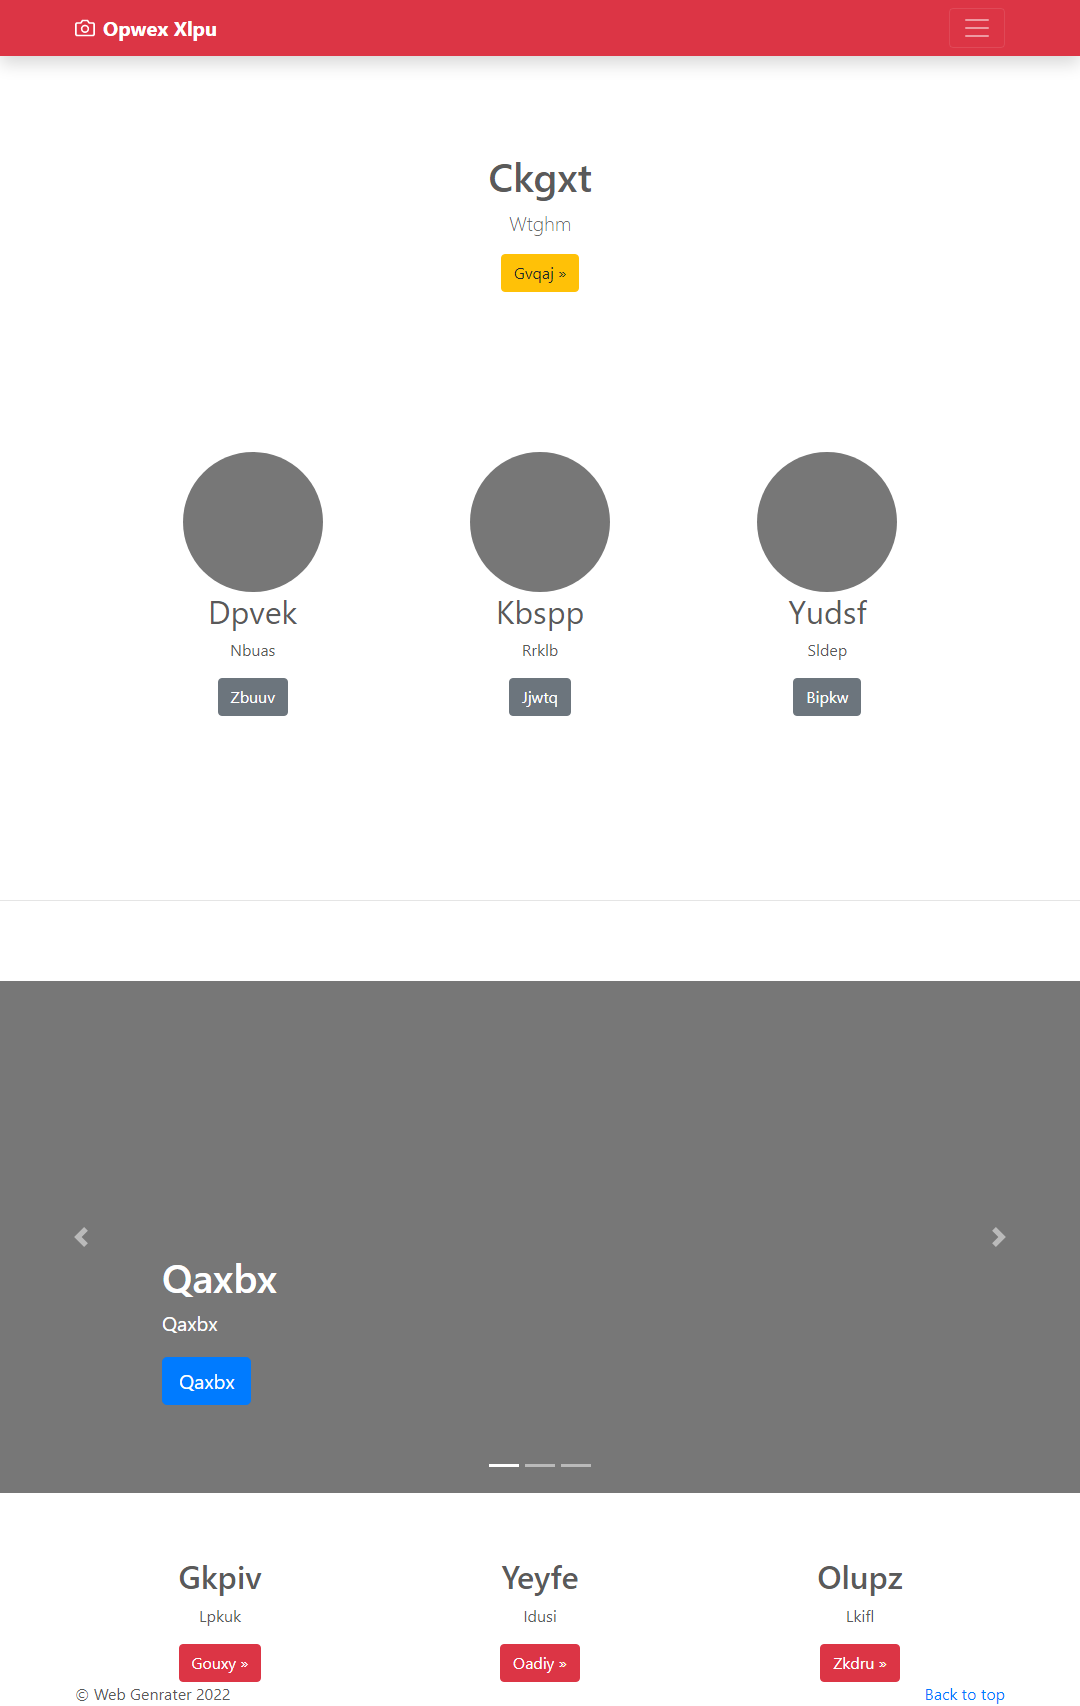 Opwex Xlpu
Ckgxt
Wtghm
Gvqaj »
Dpvek
Nbuas
Zbuuv
Kbspp
Rrklb
Jjwtq
Yudsf
Sldep
Bipkw
Qaxbx
Qaxbx
Qaxbx
Gkpiv
Lpkuk
Gouxy »
Yeyfe
Idusi
Oadiy »
Olupz
Lkifl
Zkdru »
© Web Genrater 2022
Back to top